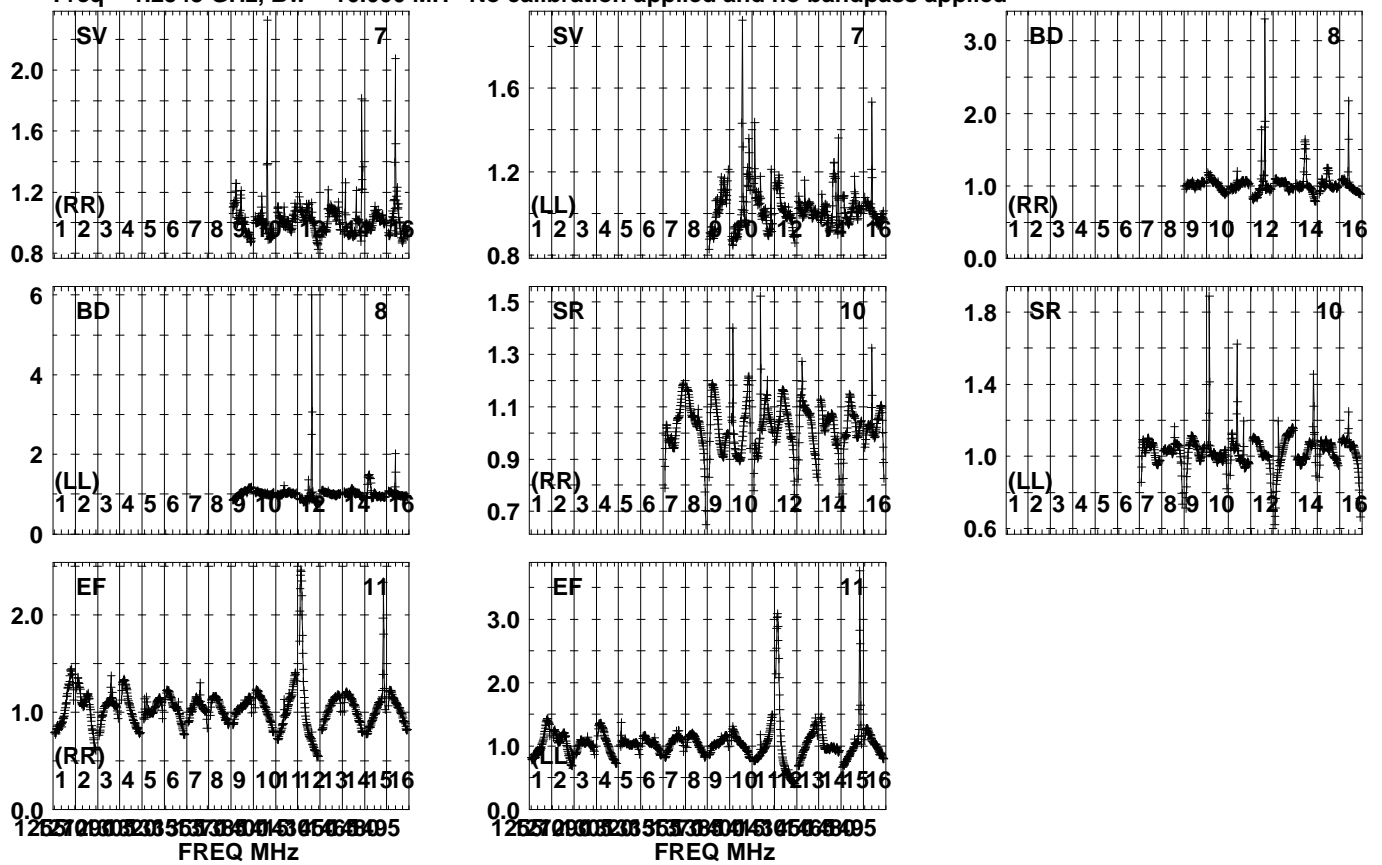 No calibration applied and no bandpass applied
SV 7
2.0
1.6
1.2
0.8
(RR)
1 2 3 4 5 6 7 8 9 10 12 14 16
SV 7
1.6
1.2
0.8
(LL)
1 2 3 4 5 6 7 8 9 10 12 14 16
BD 8
3.0
2.0
1.0
0.0
(RR)
1 2 3 4 5 6 7 8 9 10 12 14 16
BD 8
6
4
2
0
(LL)
1 2 3 4 5 6 7 8 9 10 12 14 16
SR 10
1.5
1.3
1.1
0.9
0.7
(RR)
1 2 3 4 5 6 7 8 9 10 12 14 16
SR 10
1.8
1.4
1.0
0.6
(LL)
1 2 3 4 5 6 7 8 9 10 12 14 16
EF 11
2.0
1.0
0.0
(RR)
1 2 3 4 5 6 7 8 9 10 11 12 13 14 15 16
FREQ MHz
EF 11
3.0
2.0
1.0
0.0
(LL)
1 2 3 4 5 6 7 8 9 10 11 12 13 14 15 16
FREQ MHz